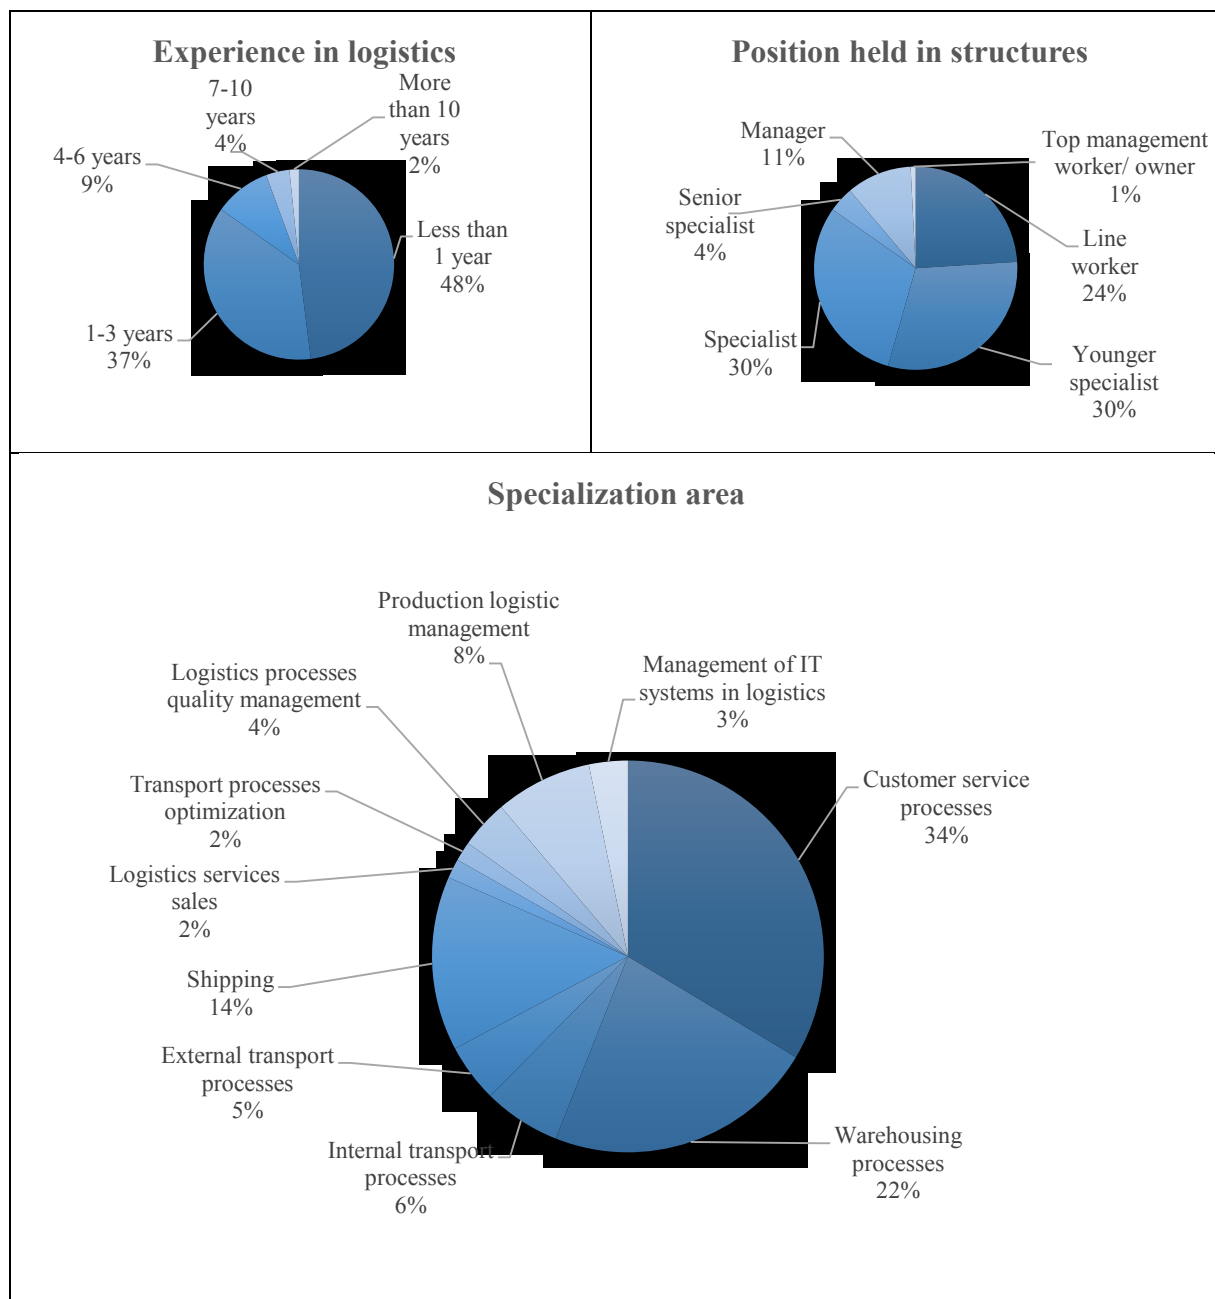 Experience in logistics
7-10
years
4%
More
than 10
years
2%
4-6 years
9%
Less than
1 year
48%
1-3 years
37%
Position held in structures
Manager
11%
Top management
worker/ owner
1%
Senior
specialist
4%
Line
worker
24%
Specialist
30%
Younger
specialist
30%
Specialization area
Production logistic
management
8%
Management of IT
systems in logistics
3%
Logistics processes
quality management
4%
Customer service
processes
34%
Transport processes
optimization
2%
Logistics services
sales
2%
Shipping
14%
External transport
processes
5%
Internal transport
processes
6%
Warehousing
processes
22%